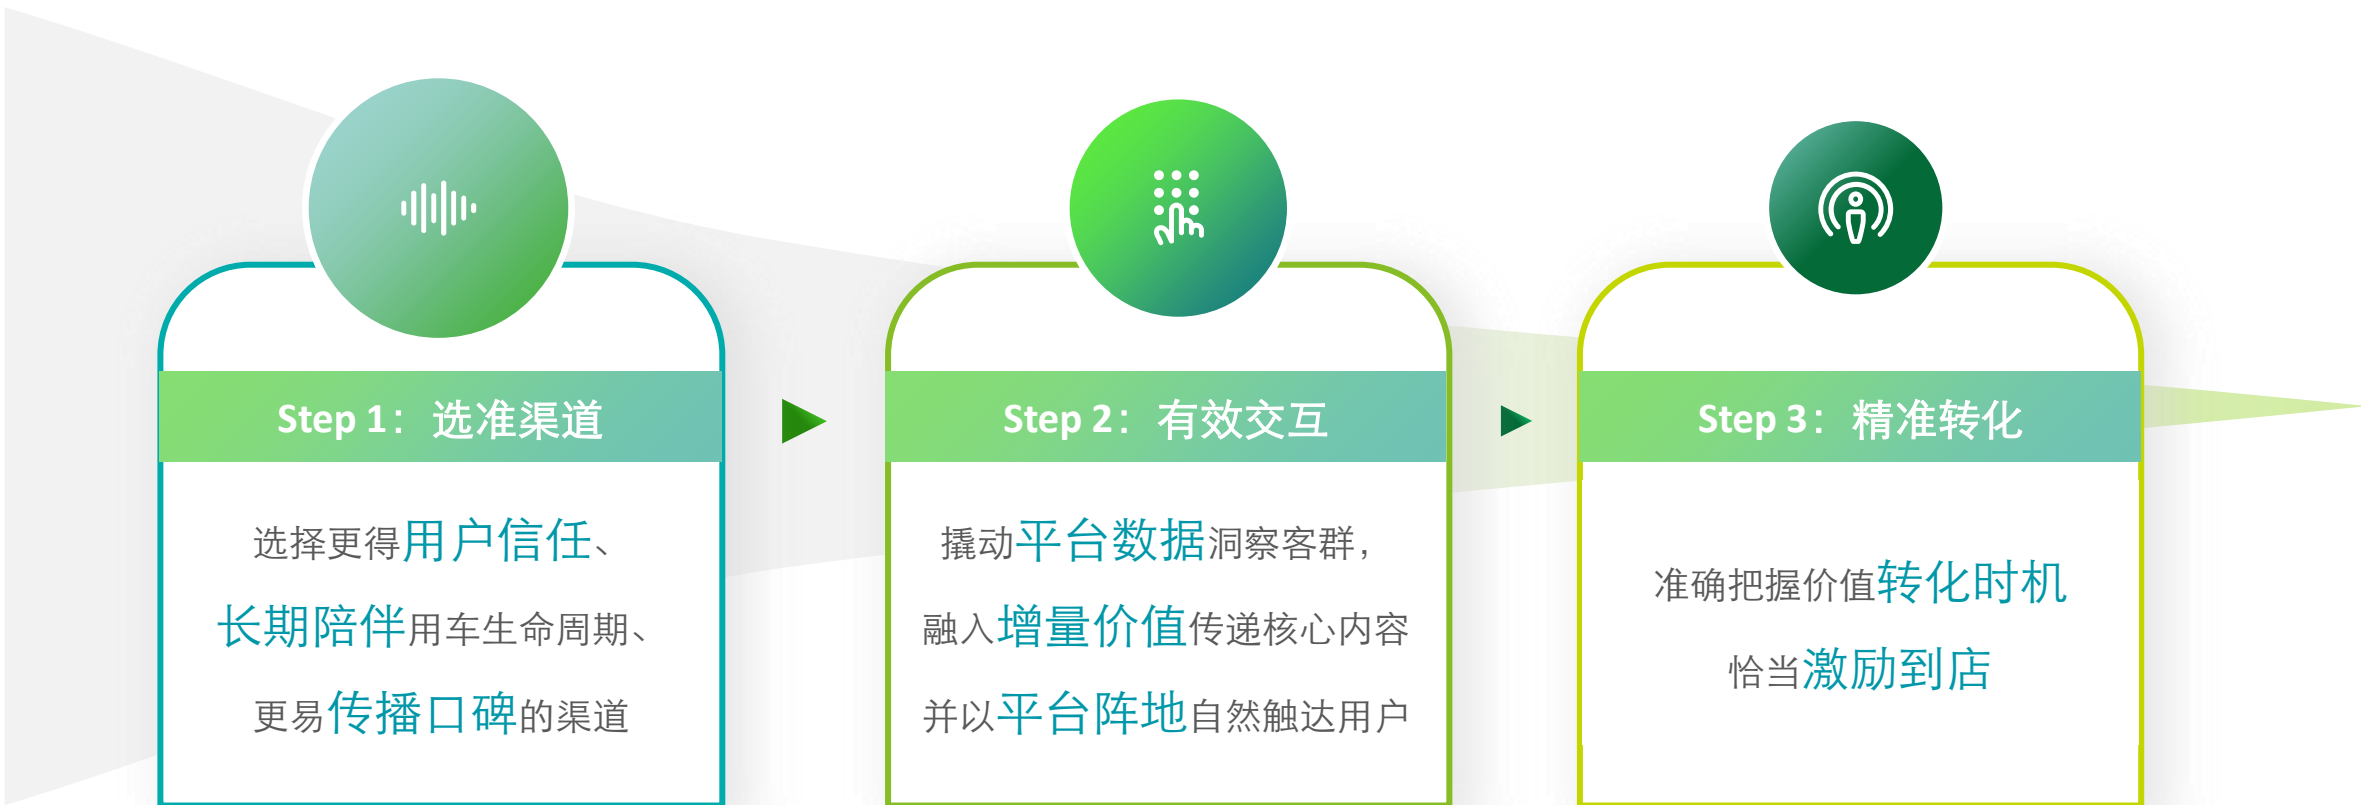 Step 1：选准渠道
选择更得用户信任、
长期陪伴用车生命周期、
更易传播口碑的渠道
Step 2：有效交互
撬动平台数据洞察客群，
融入增量价值传递核心内容
并以平台阵地自然触达用户
Step 3：精准转化
准确把握价值转化时机
恰当激励到店